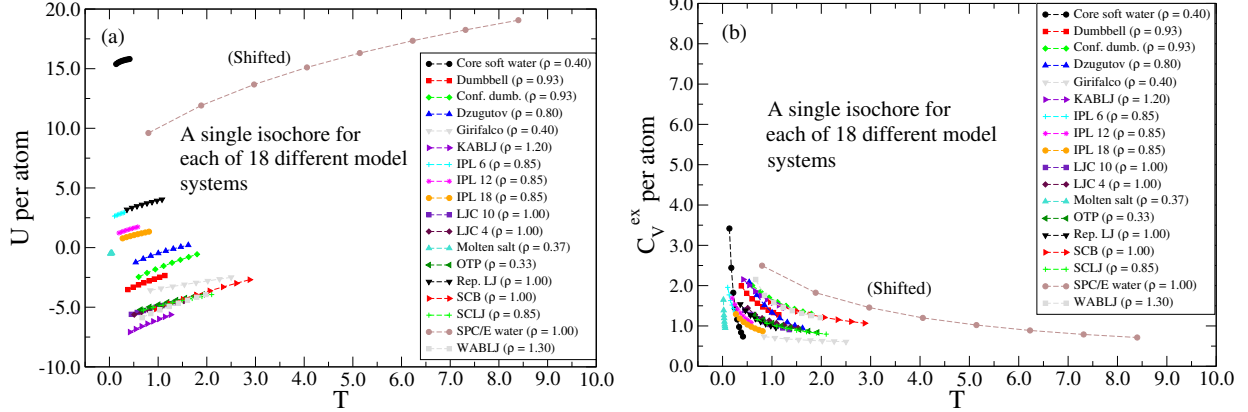 (a)
20.0
15.0
10.0
5.0
0.0
-5.0
-10.0
U per atom
0.0 1.0 2.0 3.0 4.0 5.0 6.0 7.0 8.0 9.0 10.0
T
(Shifted)
A single isochore for
each of 18 different model
systems
Core soft water (ρ = 0.40)
Dumbbell (ρ = 0.93)
Conf. dumb. (ρ = 0.93)
Dzugutov (ρ = 0.80)
Girifalco (ρ = 0.40)
KABLJ (ρ = 1.20)
IPL 6 (ρ = 0.85)
IPL 12 (ρ = 0.85)
IPL 18 (ρ = 0.85)
LJC 10 (ρ = 1.00)
LJC 4 (ρ = 1.00)
Molten salt (ρ = 0.37)
OTP (ρ = 0.33)
Rep. LJ (ρ = 1.00)
SCB (ρ = 1.00)
SCLJ (ρ = 0.85)
SPC/E water (ρ = 1.00)
WABLJ (ρ = 1.30)
(b)
9.0
8.0
7.0
6.0
5.0
4.0
3.0
2.0
1.0
0.0
C_V^ex per atom
0.0 1.0 2.0 3.0 4.0 5.0 6.0 7.0 8.0 9.0 10.0
T
A single isochore for
each of 18 different model
systems
(Shifted)
Core soft water (ρ = 0.40)
Dumbbell (ρ = 0.93)
Conf. dumb. (ρ = 0.93)
Dzugutov (ρ = 0.80)
Girifalco (ρ = 0.40)
KABLJ (ρ = 1.20)
IPL 6 (ρ = 0.85)
IPL 12 (ρ = 0.85)
IPL 18 (ρ = 0.85)
LJC 10 (ρ = 1.00)
LJC 4 (ρ = 1.00)
Molten salt (ρ = 0.37)
OTP (ρ = 0.33)
Rep. LJ (ρ = 1.00)
SCB (ρ = 1.00)
SCLJ (ρ = 0.85)
SPC/E water (ρ = 1.00)
WABLJ (ρ = 1.30)